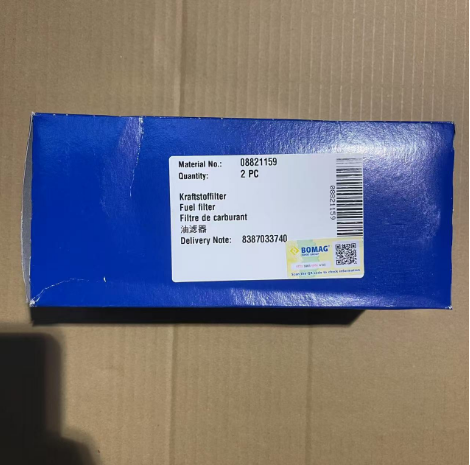 Material No.: 08821159
Quantity: 2 PC
Kraftstoffilter
Fuel filter
Filtre de carburant
油滤器
Delivery Note: 8387033740
08821159
BOMAG